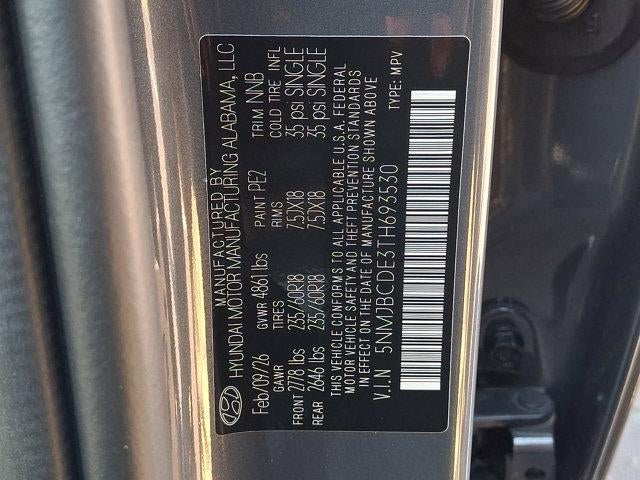 MANUFACTURED BY
HYUNDAI MOTOR MANUFACTURING ALABAMA, LLC
Feb/09/26 GVWR 4861 lbs PAINT PE2 TRIM NNB
GAWR TIRES RIMS COLD TIRE INFL
FRONT 2778 lbs 235/60R18 7.5JX18 35 psi SINGLE
REAR 2646 lbs 235/60R18 7.5JX18 35 psi SINGLE
THIS VEHICLE CONFORMS TO ALL APPLICABLE U.S.A. FEDERAL
MOTOR VEHICLE SAFETY AND THEFT PREVENTION STANDARDS
IN EFFECT ON THE DATE OF MANUFACTURE SHOWN ABOVE
V.I.N 5NMJBCDE3TH693530 TYPE: MPV